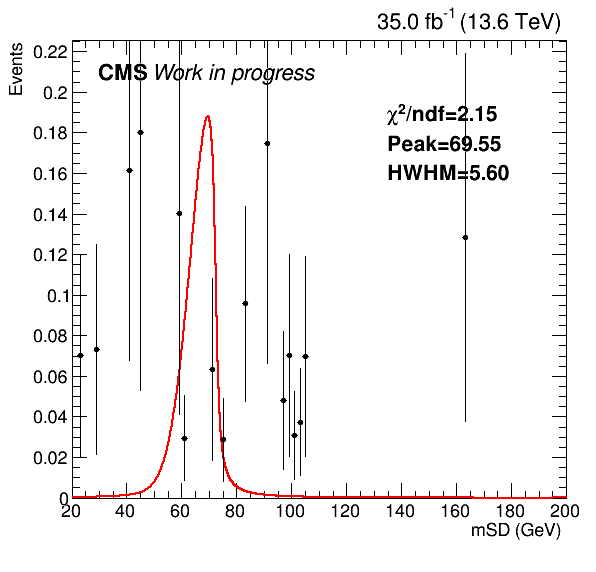 35.0 fb⁻¹ (13.6 TeV)
Events
CMS Work in progress
χ²/ndf=2.15
Peak=69.55
HWHM=5.60
0.22
0.2
0.18
0.16
0.14
0.12
0.1
0.08
0.06
0.04
0.02
0
20 40 60 80 100 120 140 160 180 200
mSD (GeV)